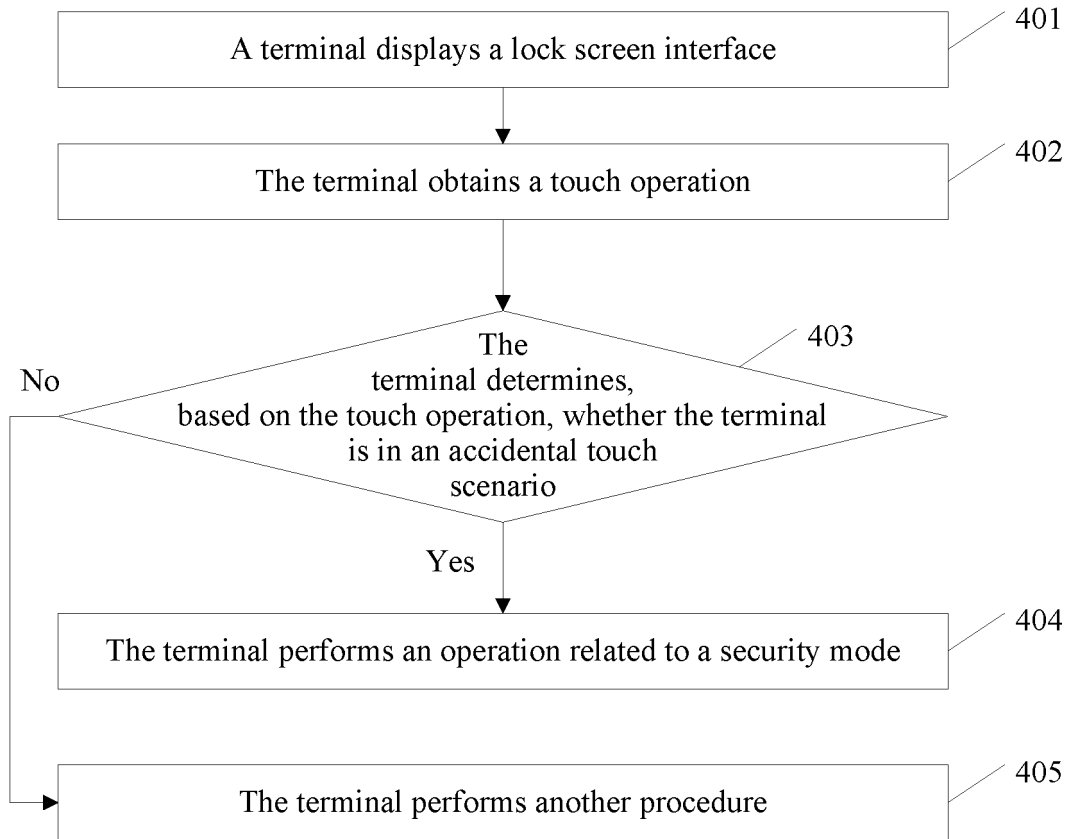 A terminal displays a lock screen interface
401
The terminal obtains a touch operation
402
The
terminal determines,
based on the touch operation, whether the terminal
is in an accidental touch
scenario
403
No
Yes
The terminal performs an operation related to a security mode
404
The terminal performs another procedure
405